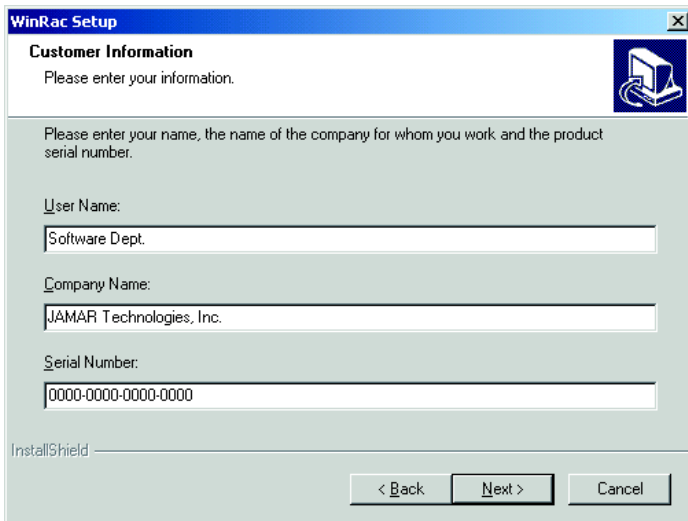 WinRac Setup
Customer Information
Please enter your information.
Please enter your name, the name of the company for whom you work and the product
serial number.
User Name:
Software Dept.
Company Name:
JAMAR Technologies, Inc.
Serial Number:
0000-0000-0000-0000
InstallShield
< Back
Next >
Cancel